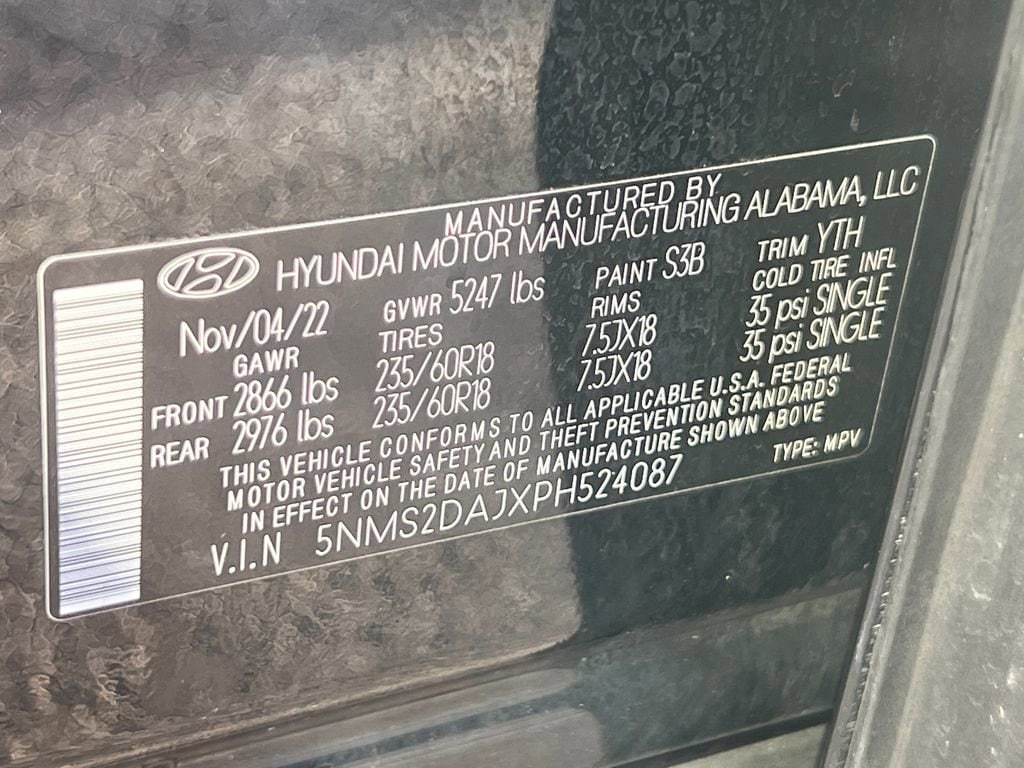 MANUFACTURED BY
HYUNDAI MOTOR MANUFACTURING ALABAMA, LLC
Nov/04/22 GVWR 5247 lbs PAINT S3B TRIM YTH
GAWR TIRES RIMS COLD TIRE INFL
FRONT 2866 lbs 235/60R18 7.5JX18 35 psi SINGLE
REAR 2976 lbs 235/60R18 7.5JX18 35 psi SINGLE
THIS VEHICLE CONFORMS TO ALL APPLICABLE U.S.A. FEDERAL
MOTOR VEHICLE SAFETY AND THEFT PREVENTION STANDARDS
IN EFFECT ON THE DATE OF MANUFACTURE SHOWN ABOVE
V.I.N 5NMS2DAJXPH524087 TYPE: MPV